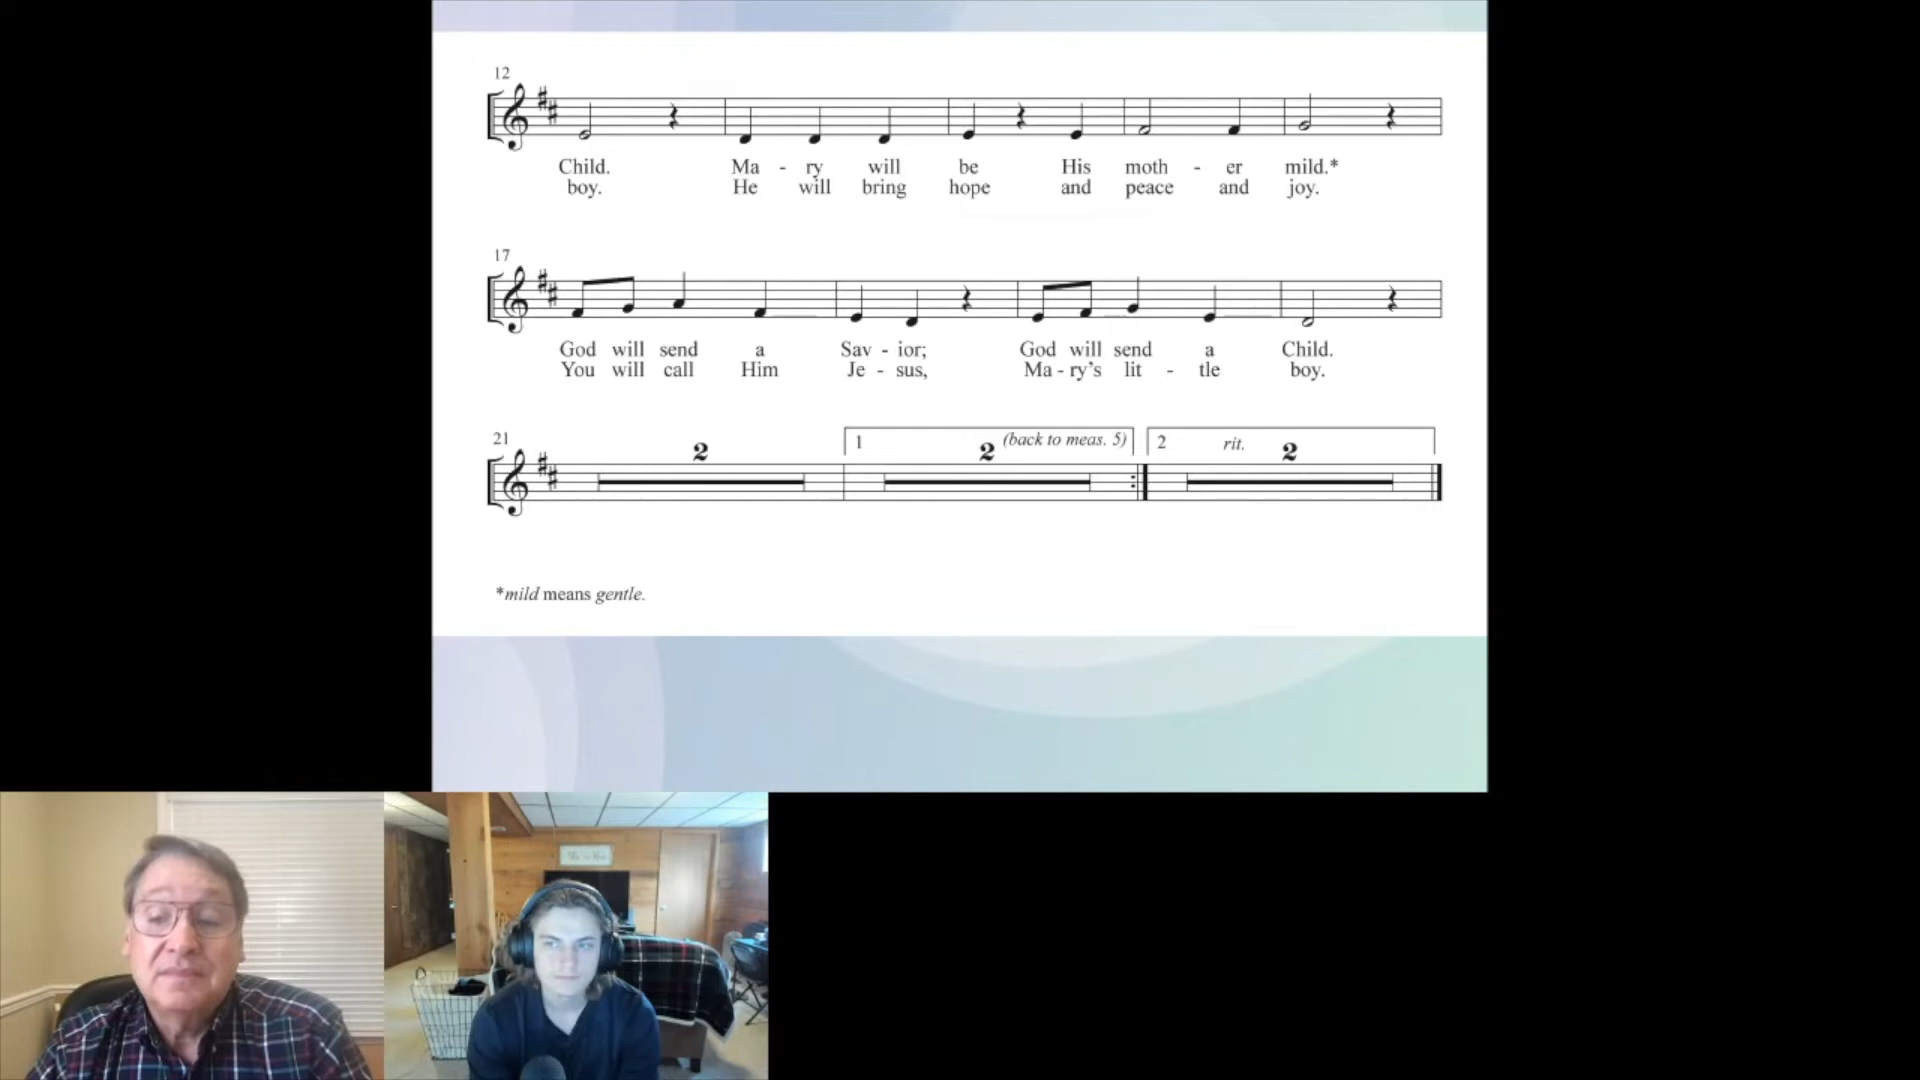 12
Child. Ma - ry will be His moth - er mild.*
boy. He will bring hope and peace and joy.
17
God will send a Sav - ior; God will send a Child.
You will call Him Je - sus, Ma - ry's lit - tle boy.
21 2 1 2 (back to meas. 5) 2 rit. 2
*mild means gentle.